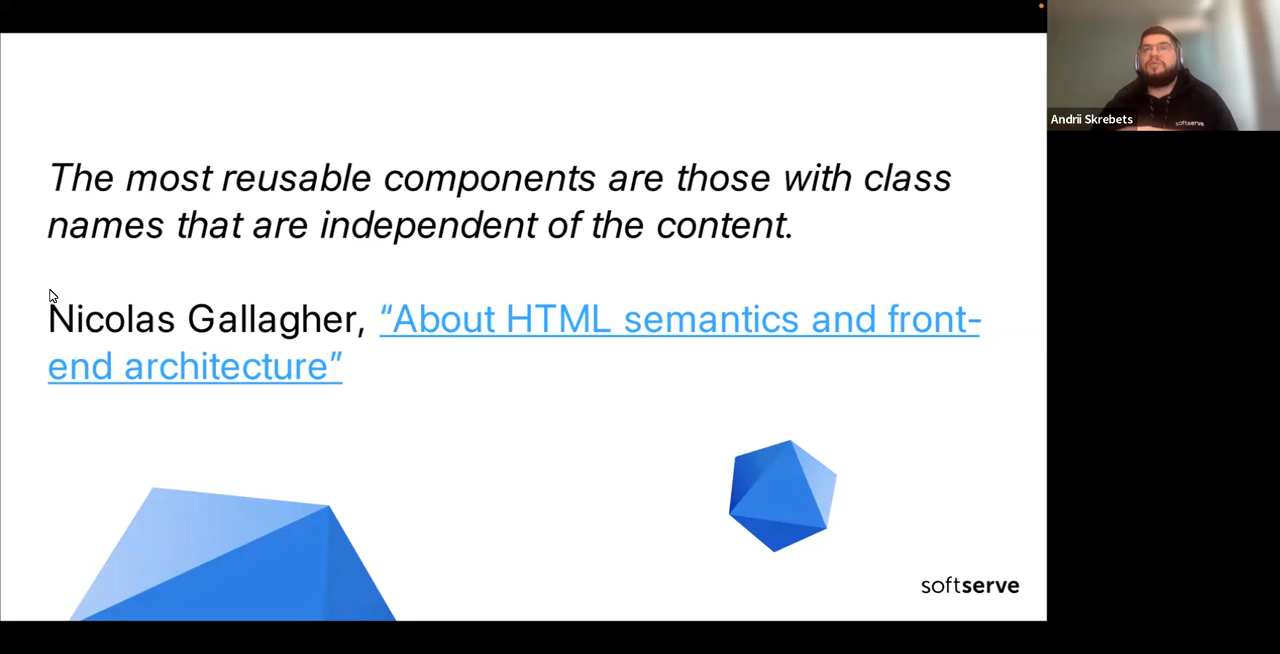 The most reusable components are those with class
names that are independent of the content.
Nicolas Gallagher, “About HTML semantics and front-
end architecture”
softserve
Andrii Skrebets
softserve